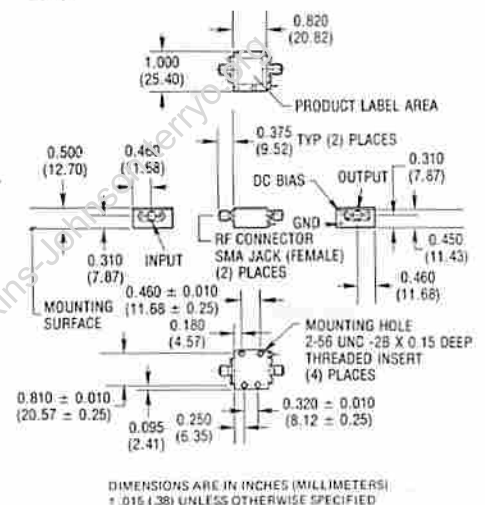 0.820
(20.82)
1.000
(25.40)
PRODUCT LABEL AREA
0.375
(9.52)
TYP (2) PLACES
0.500
(12.70)
0.460
(11.68)
DC BIAS
OUTPUT
0.310
(7.87)
GND
0.310
(7.87)
INPUT
RF CONNECTOR
SMA JACK (FEMALE)
(2) PLACES
0.450
(11.43)
0.460
(11.68)
MOUNTING
SURFACE
0.460 ± 0.010
(11.68 ± 0.25)
0.180
(4.57)
MOUNTING HOLE
2-56 UNC -2B X 0.15 DEEP
THREADED INSERT
(4) PLACES
0.810 ± 0.010
(20.57 ± 0.25)
0.095
(2.41)
0.250
(6.35)
0.320 ± 0.010
(8.12 ± 0.25)
DIMENSIONS ARE IN INCHES (MILLIMETERS)
± .015 (.38) UNLESS OTHERWISE SPECIFIED